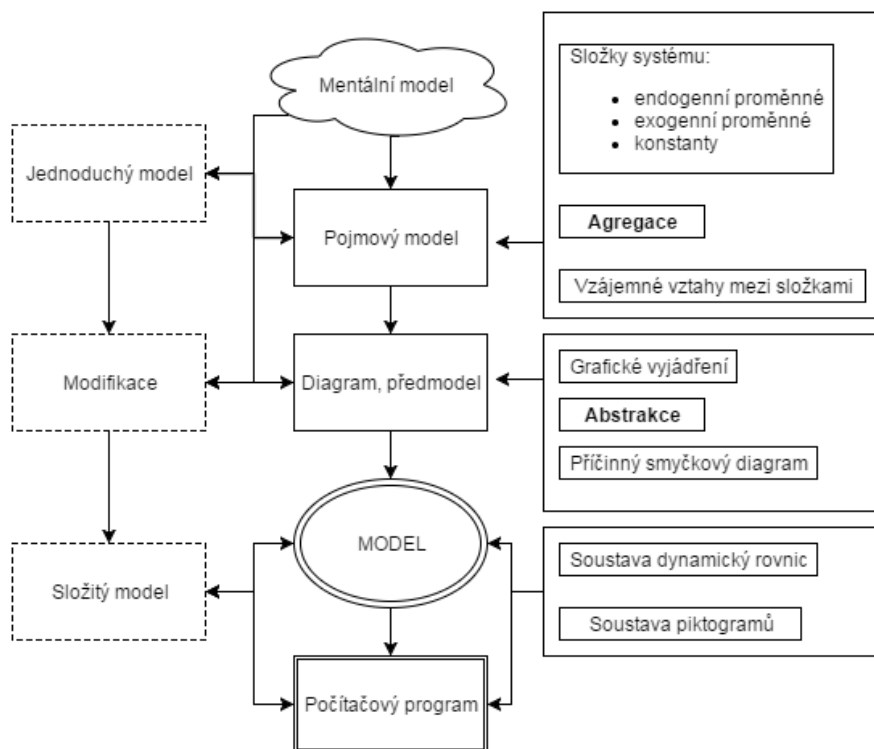 Mentální model
Jednoduchý model
Pojmový model
Modifikace
Diagram, předmodel
MODEL
Složitý model
Počítačový program
Složky systému:
• endogenní proměnné
• exogenní proměnné
• konstanty
Agregace
Vzájemné vztahy mezi složkami
Grafické vyjádření
Abstrakce
Příčinný smyčkový diagram
Soustava dynamický rovnic
Soustava piktogramů